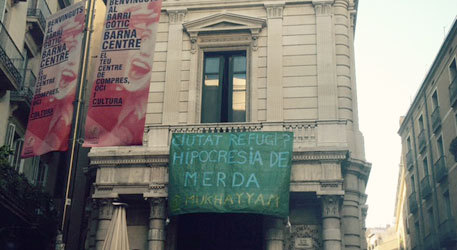 BENVINGUTS
AL
BARRI
GÒTIC
BARNA
CENTRE
BENVINGUTS
AL
BARRI
GÒTIC
BARNA
CENTRE
EL TEU
CENTRE DE
COMPRES,
OCI
I
CULTURA
CIUTAT REFUGI?
HIPOCRESÍA DE
MERDA
MUKHAYYAM